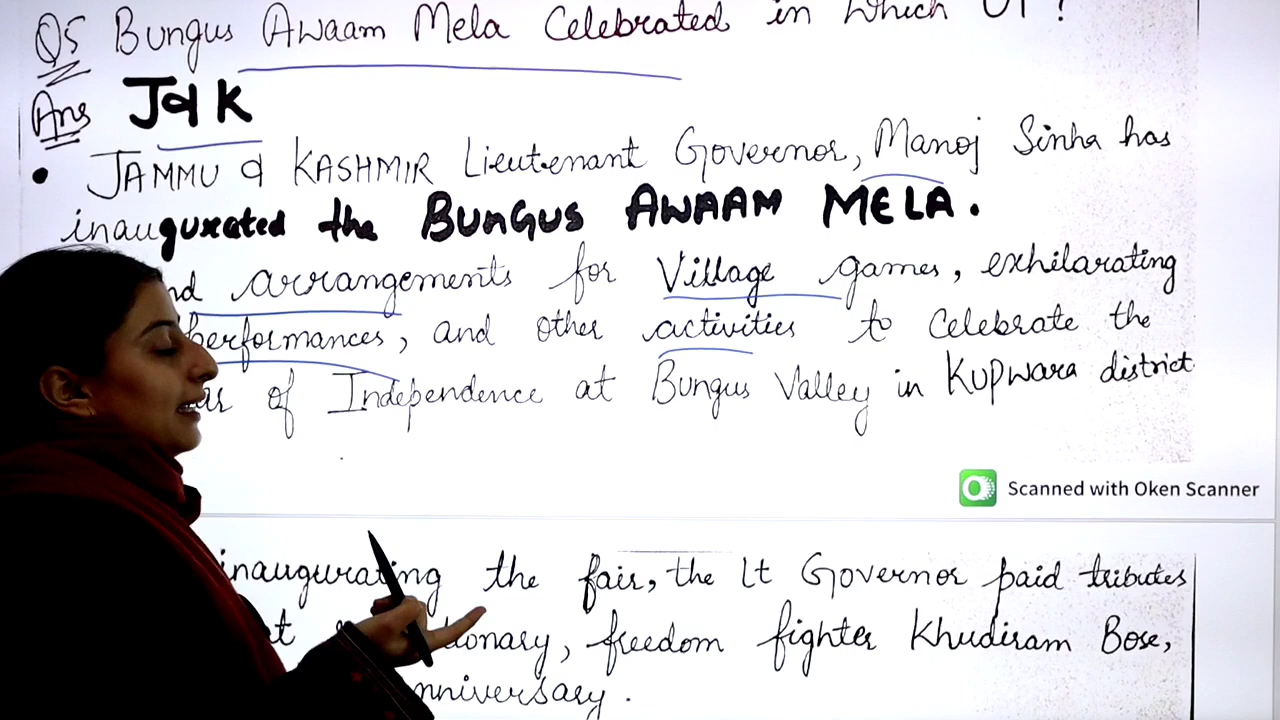 Q5 Bungus Awaam Mela Celebrated in which UT?
Ans J&K
• JAMMU & KASHMIR Lieutenant Governor, Manoj Sinha has
inaugurated the BUNGUS AWAAM MELA.
arrangements for Village games, exhilarating
performances, and other activities to celebrate the
of Independence at Bungus Valley in Kupwara district
Scanned with Oken Scanner
inaugurating the fair, the Lt Governor paid tributes
freedom fighter Khudiram Bose,